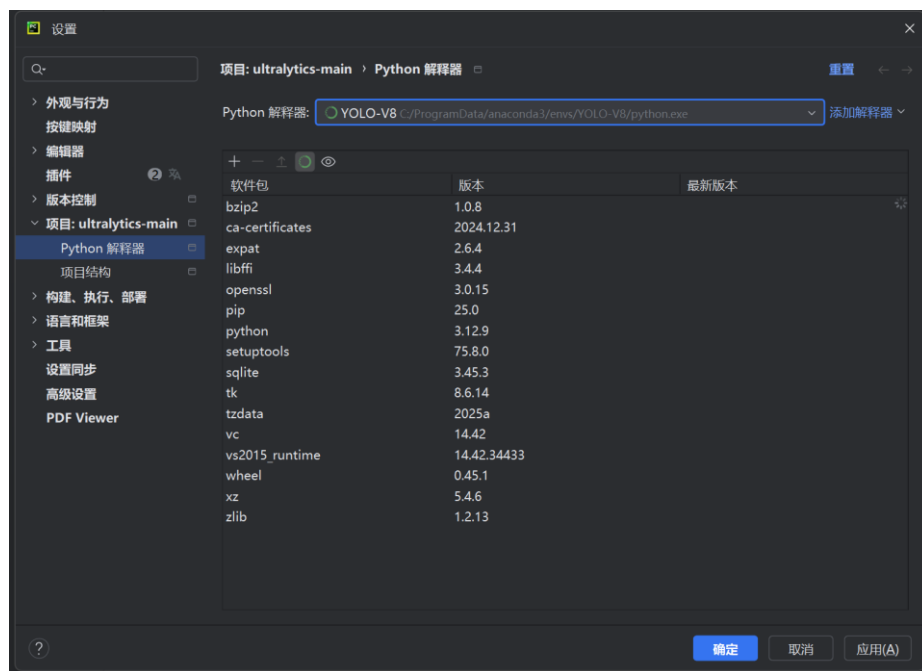 设置
项目: ultralytics-main › Python 解释器
重置
Python 解释器: YOLO-V8 C:/ProgramData/anaconda3/envs/YOLO-V8/python.exe
添加解释器
外观与行为
按键映射
编辑器
插件 2
版本控制
项目: ultralytics-main
Python 解释器
项目结构
构建、执行、部署
语言和框架
工具
设置同步
高级设置
PDF Viewer
软件包 版本 最新版本
bzip2 1.0.8
ca-certificates 2024.12.31
expat 2.6.4
libffi 3.4.4
openssl 3.0.15
pip 25.0
python 3.12.9
setuptools 75.8.0
sqlite 3.45.3
tk 8.6.14
tzdata 2025a
vc 14.42
vs2015_runtime 14.42.34433
wheel 0.45.1
xz 5.4.6
zlib 1.2.13
?
确定 取消 应用(A)